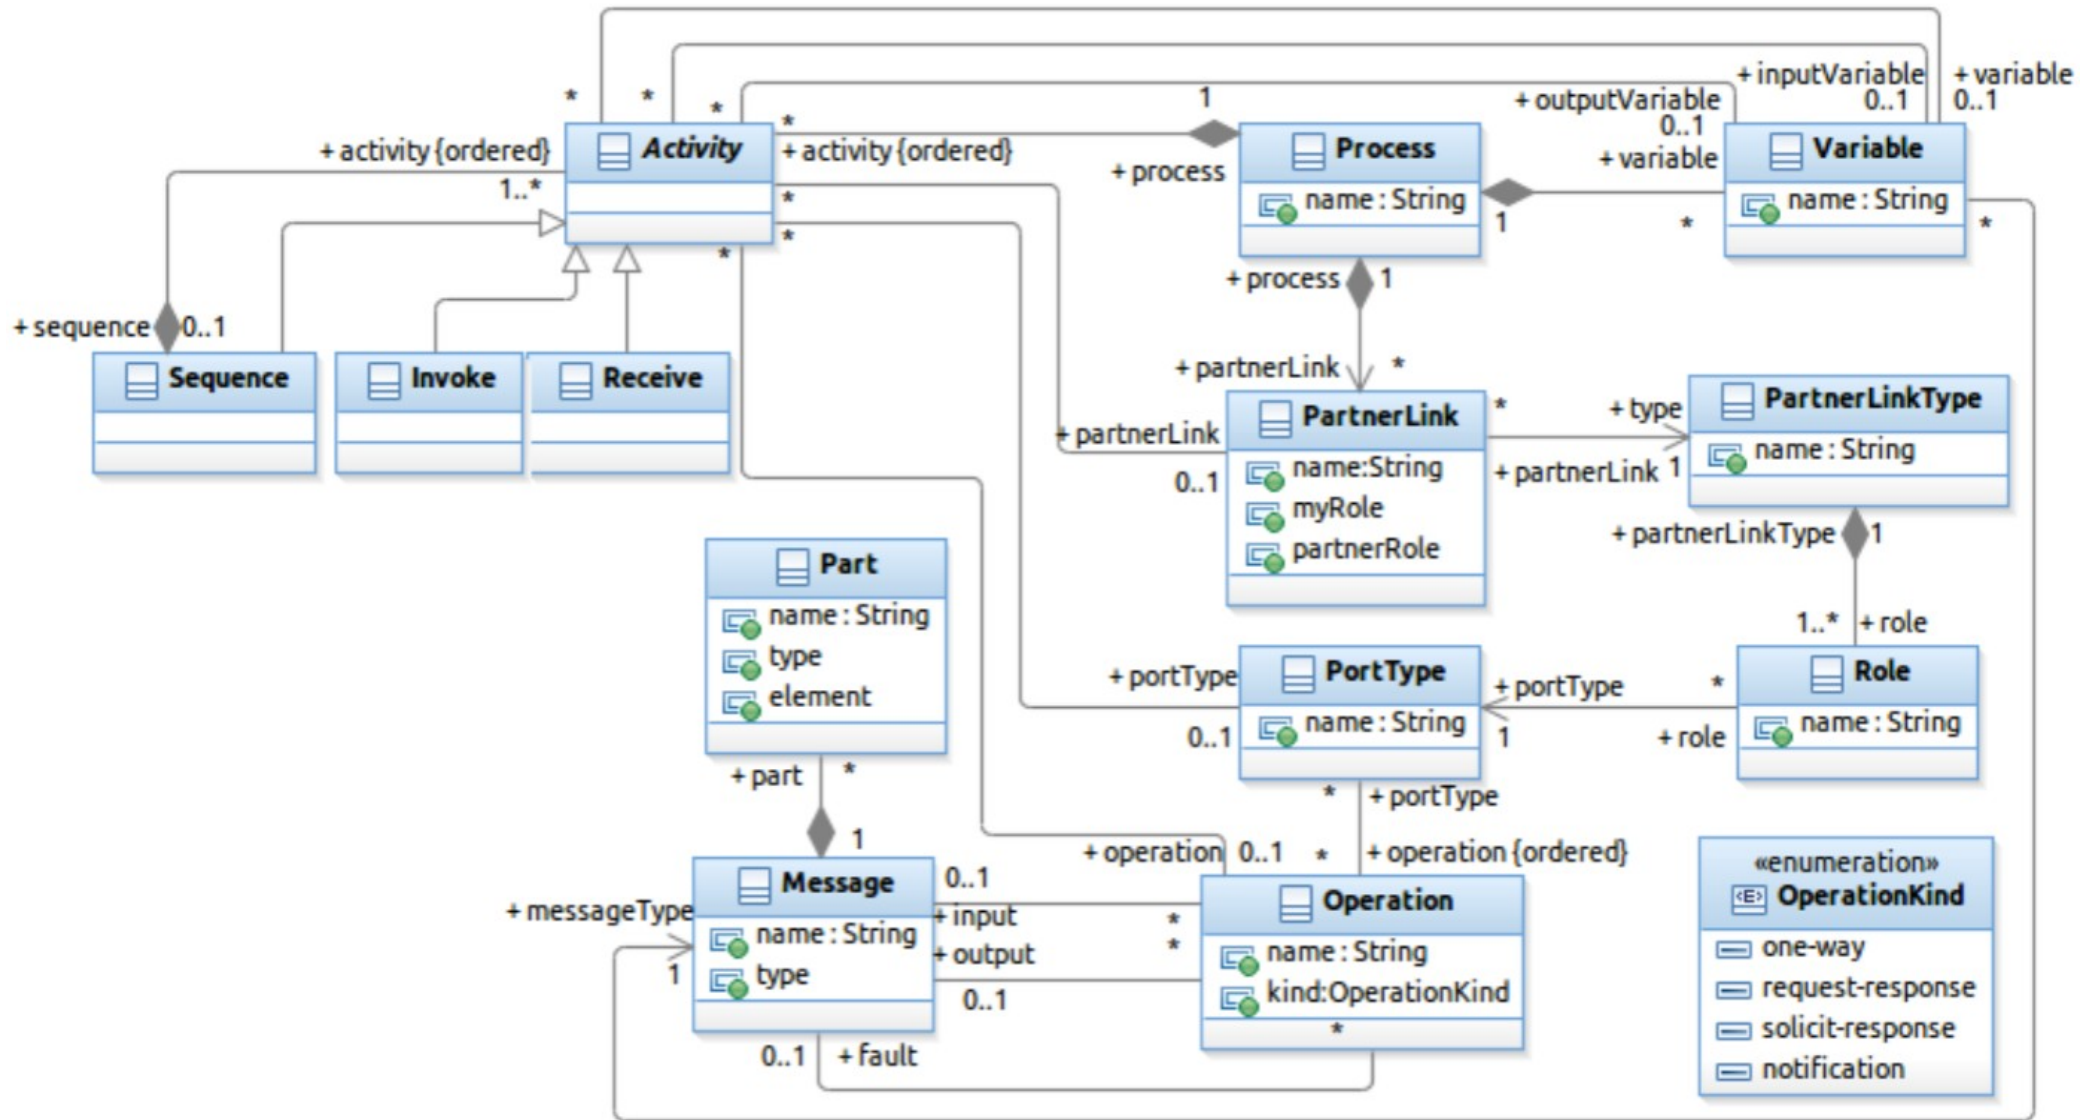 + inputVariable
+ variable
*
*
*
1
+ outputVariable
0..1
0..1
*
0..1
+ activity {ordered}
Activity
+ activity {ordered}
Process
+ variable
Variable
+ process
1..*
*
name : String
name : String
1
*
*
*
*
+ process
1
+ sequence
0..1
+ partnerLink
*
Sequence
Invoke
Receive
PartnerLink
*
+ type
PartnerLinkType
+ partnerLink
name : String
name:String
+ partnerLink
1
0..1
myRole
+ partnerLinkType
1
partnerRole
Part
name : String
1..*
+ role
type
+ portType
PortType
+ portType
*
Role
element
name : String
name : String
0..1
1
+ role
+ part
*
*
+ portType
1
+ operation
0..1
*
+ operation {ordered}
«enumeration»
OperationKind
Message
0..1
Operation
+ messageType
+ input
*
name : String
*
one-way
+ output
name : String
1
type
request-response
0..1
kind:OperationKind
solicit-response
*
0..1
+ fault
notification